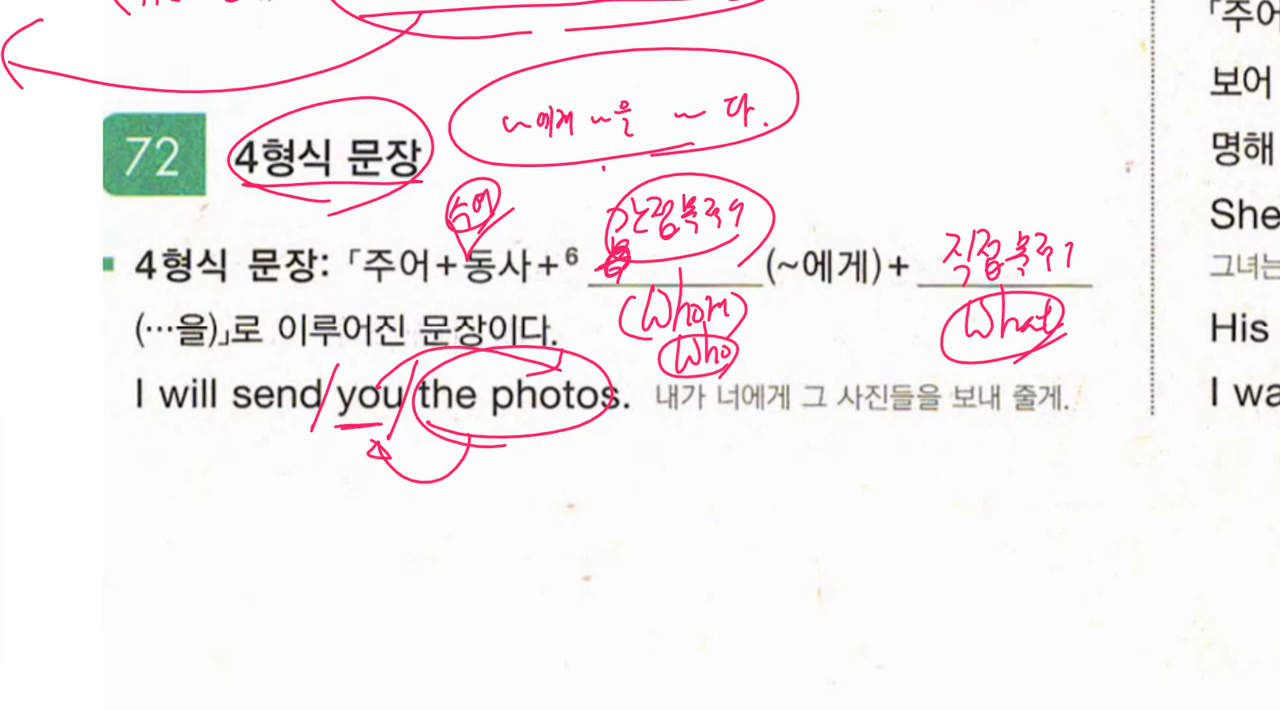 ~에게 ~을 ~ 다.
72 4형식 문장
수여
간접목적어
직접목적어
4형식 문장: 「주어+동사+⁶ (~에게)+
(whom)
what
(…을)」로 이루어진 문장이다.
who
I will send/you/the photos. 내가 너에게 그 사진들을 보내 줄게.
「주어
보어
명해
She
그녀는
His
I wa